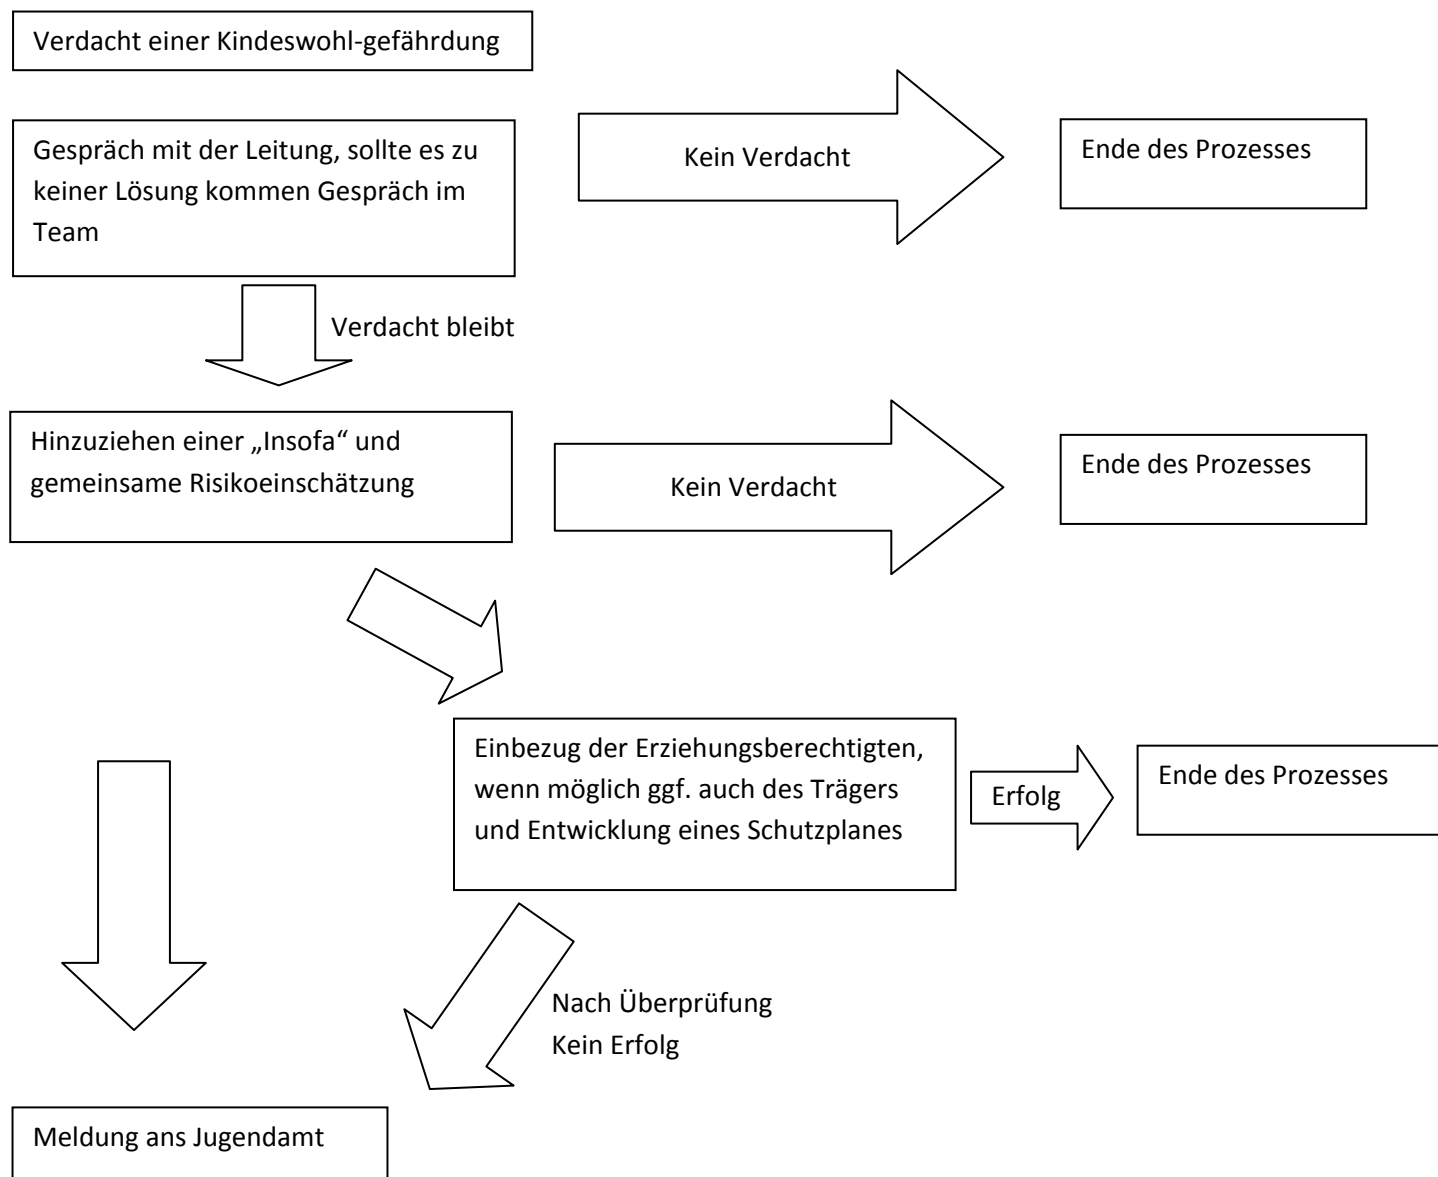 Verdacht einer Kindeswohl-gefährdung
Gespräch mit der Leitung, sollte es zu
keiner Lösung kommen Gespräch im
Team
Kein Verdacht
Ende des Prozesses
Verdacht bleibt
Hinzuziehen einer „Insofa“ und
gemeinsame Risikoeinschätzung
Kein Verdacht
Ende des Prozesses
Einbezug der Erziehungsberechtigten,
wenn möglich ggf. auch des Trägers
und Entwicklung eines Schutzplanes
Erfolg
Ende des Prozesses
Nach Überprüfung
Kein Erfolg
Meldung ans Jugendamt